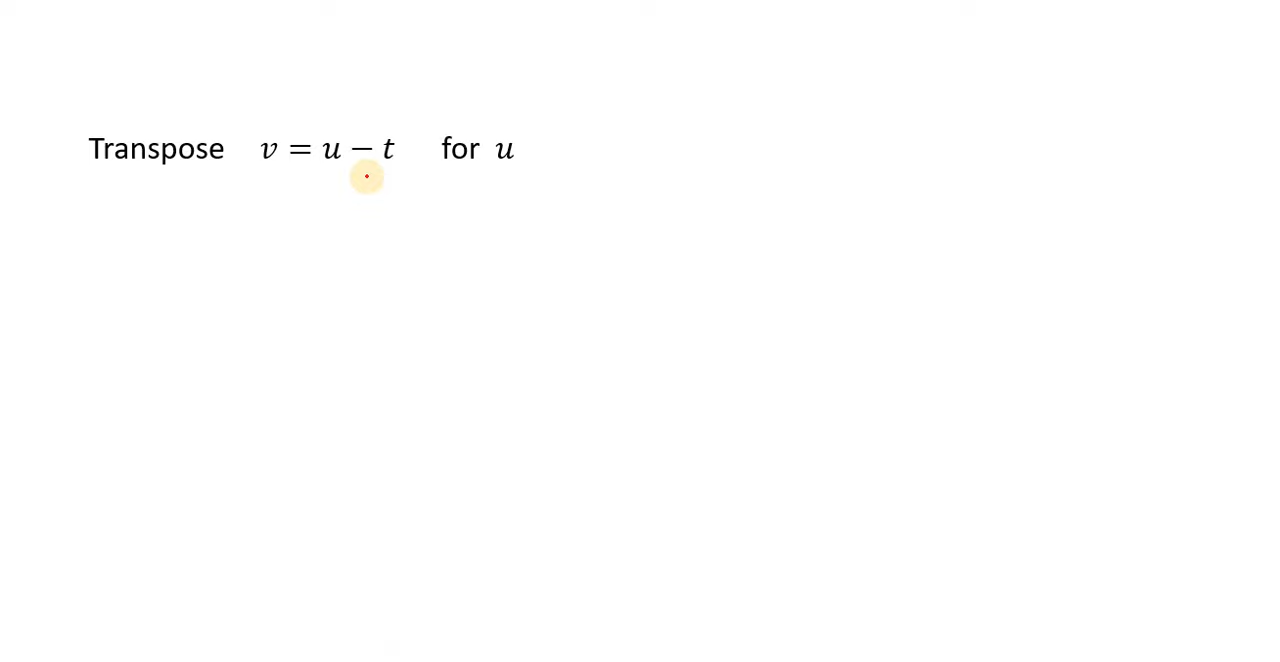 Transpose v = u − t for u